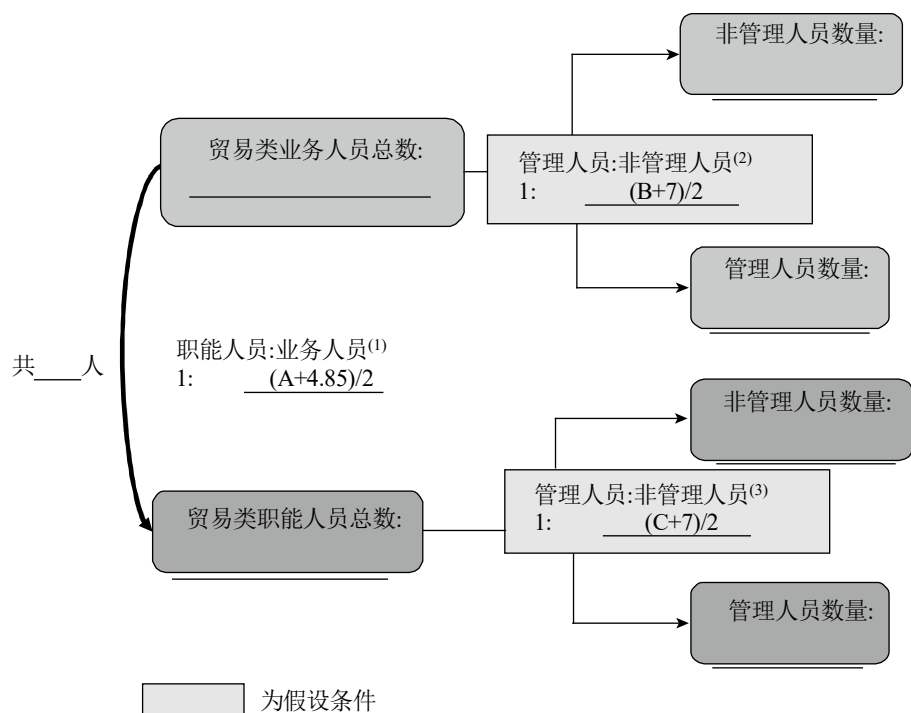 非管理人员数量:
贸易类业务人员总数:
管理人员:非管理人员(2)
1: (B+7)/2
管理人员数量:
共____人
职能人员:业务人员(1)
1: (A+4.85)/2
非管理人员数量:
贸易类职能人员总数:
管理人员:非管理人员(3)
1: (C+7)/2
管理人员数量:
为假设条件